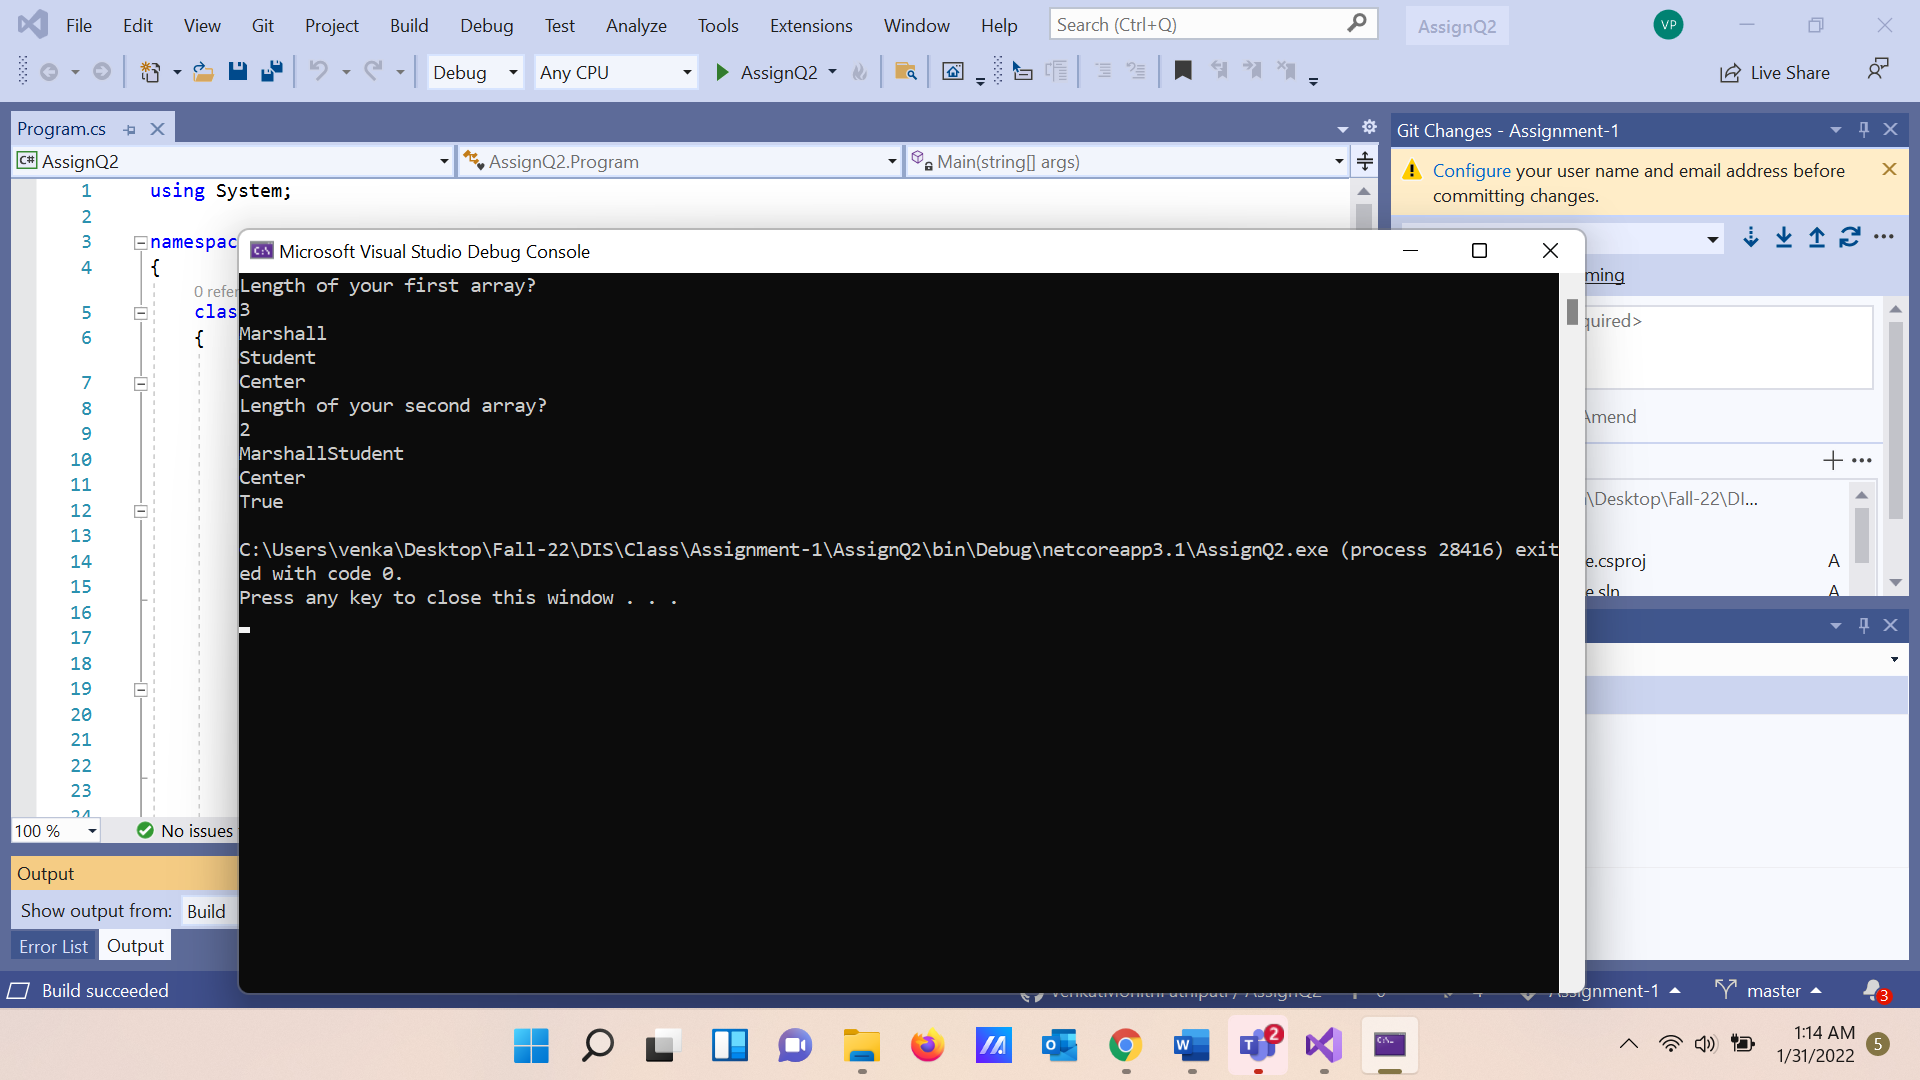 File Edit View Git Project Build Debug Test Analyze Tools Extensions Window Help Search (Ctrl+Q) AssignQ2 VP
Debug Any CPU AssignQ2 Live Share
Program.cs
Git Changes - Assignment-1
C# AssignQ2 AssignQ2.Program Main(string[] args)
Configure your user name and email address before
committing changes.
1 using System;
2
3 namespac
4 {
0 refer
5 clas
6 {
7
8
9
10
11
12
13
14
15
16
17
18
19
20
21
22
23
24
Microsoft Visual Studio Debug Console
Length of your first array?
3
Marshall
Student
Center
Length of your second array?
2
MarshallStudent
Center
True
C:\Users\venka\Desktop\Fall-22\DIS\Class\Assignment-1\AssignQ2\bin\Debug\netcoreapp3.1\AssignQ2.exe (process 28416) exit
ed with code 0.
Press any key to close this window . . .
ming
quired>
Amend
\Desktop\Fall-22\DI...
e.csproj A
e.sln A
100 % No issues
Output
Show output from: Build
Error List Output
Build succeeded
Assignment-1 master 3
2
1:14 AM
1/31/2022 5